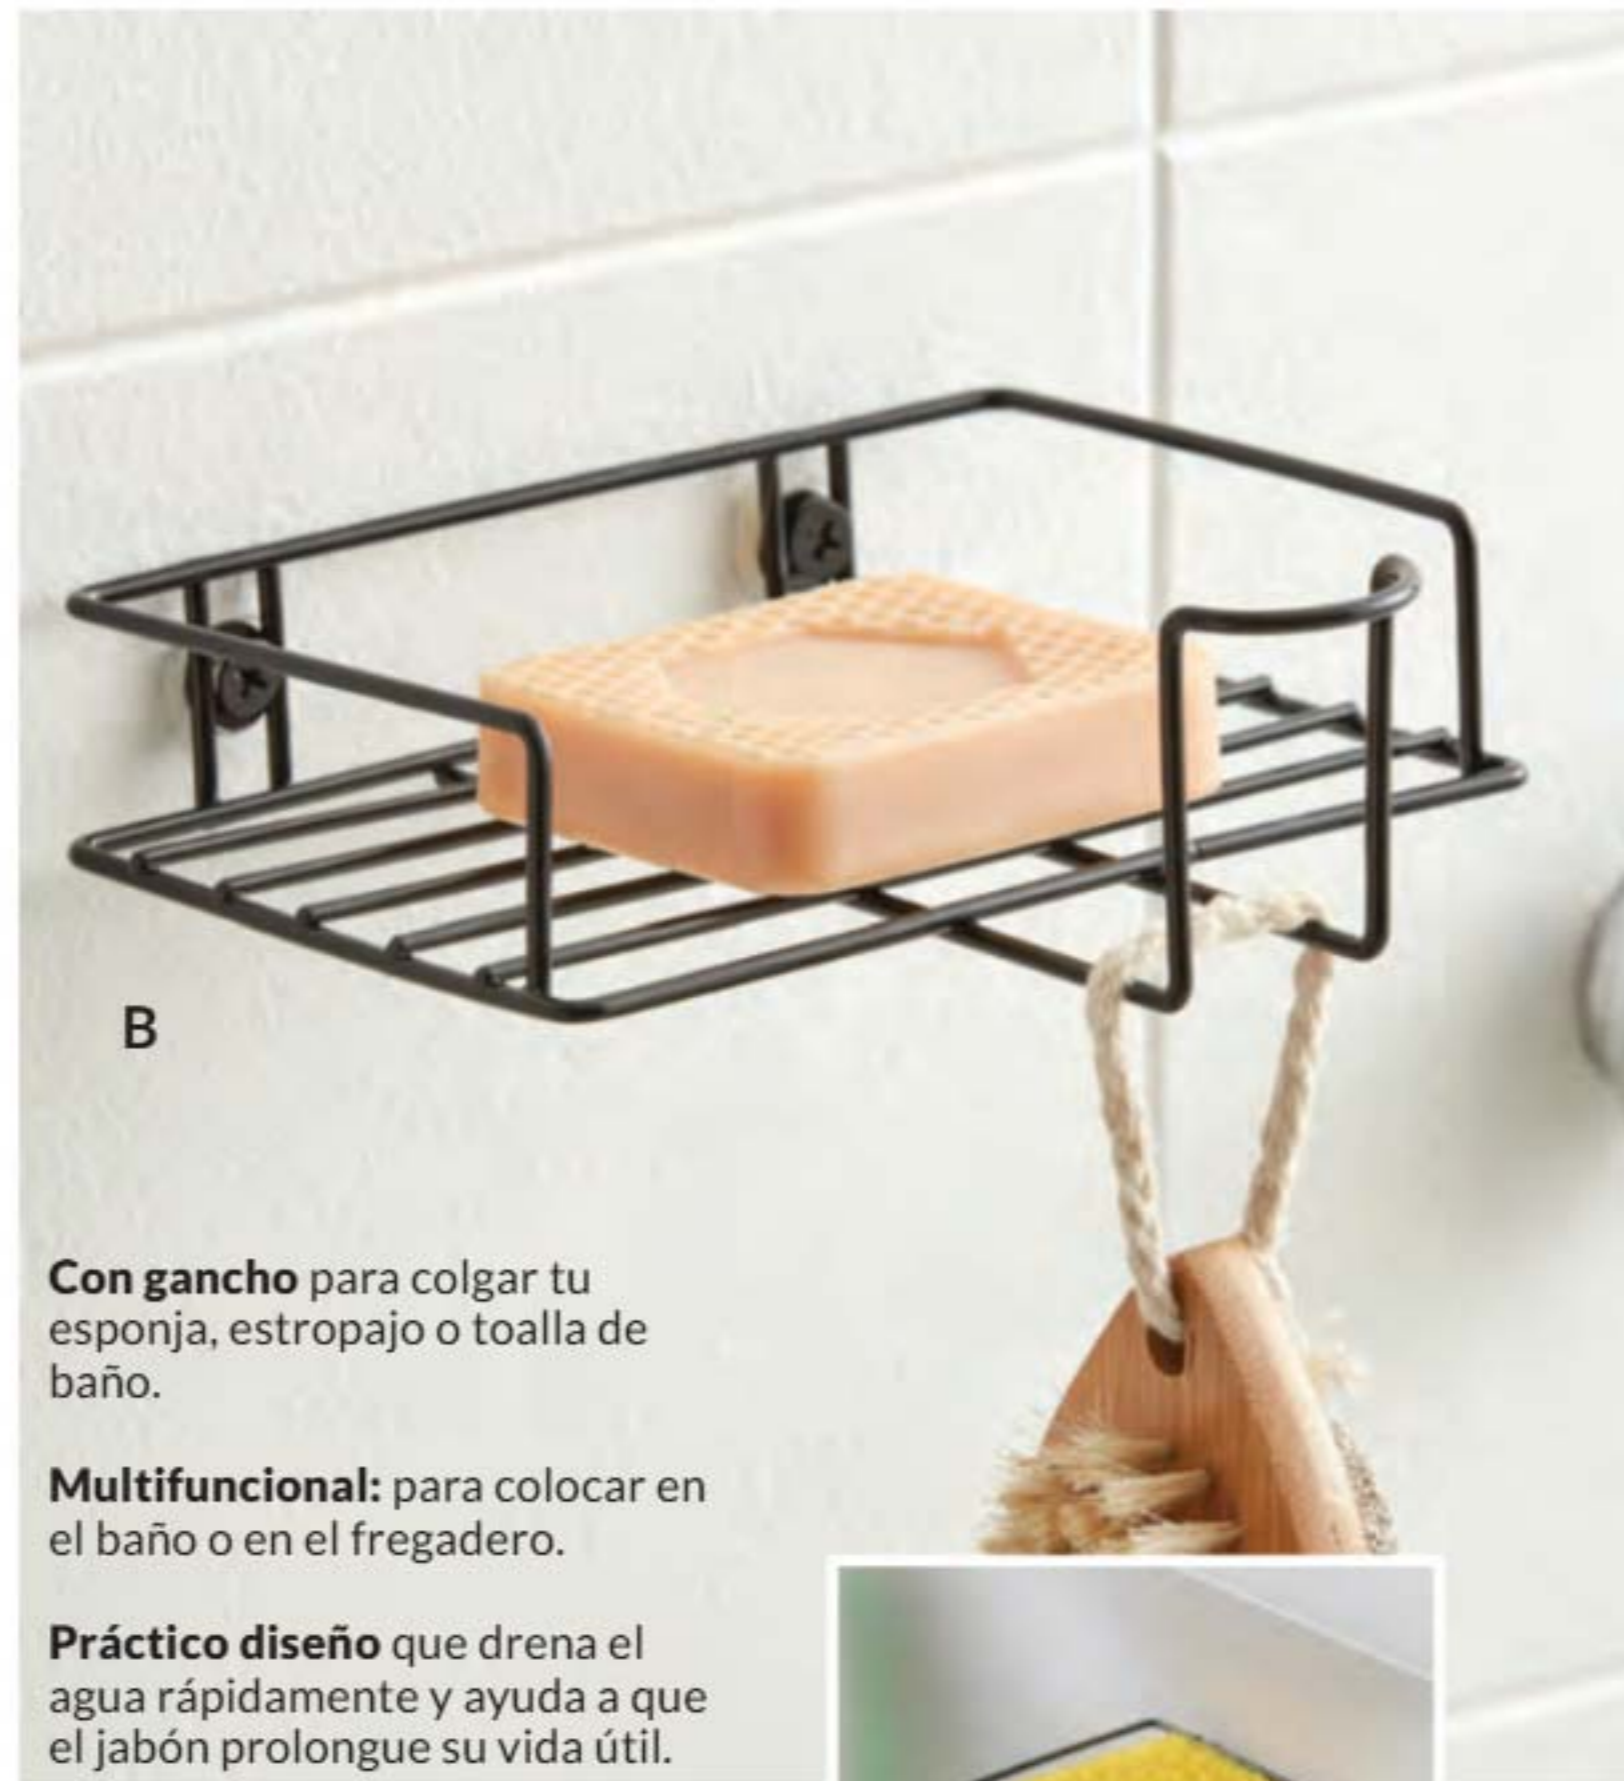 B
Con gancho para colgar tu
esponja, estropajo o toalla de
baño.
Multifuncional: para colocar en
el baño o en el fregadero.
Práctico diseño que drena el
agua rápidamente y ayuda a que
el jabón prolongue su vida útil.